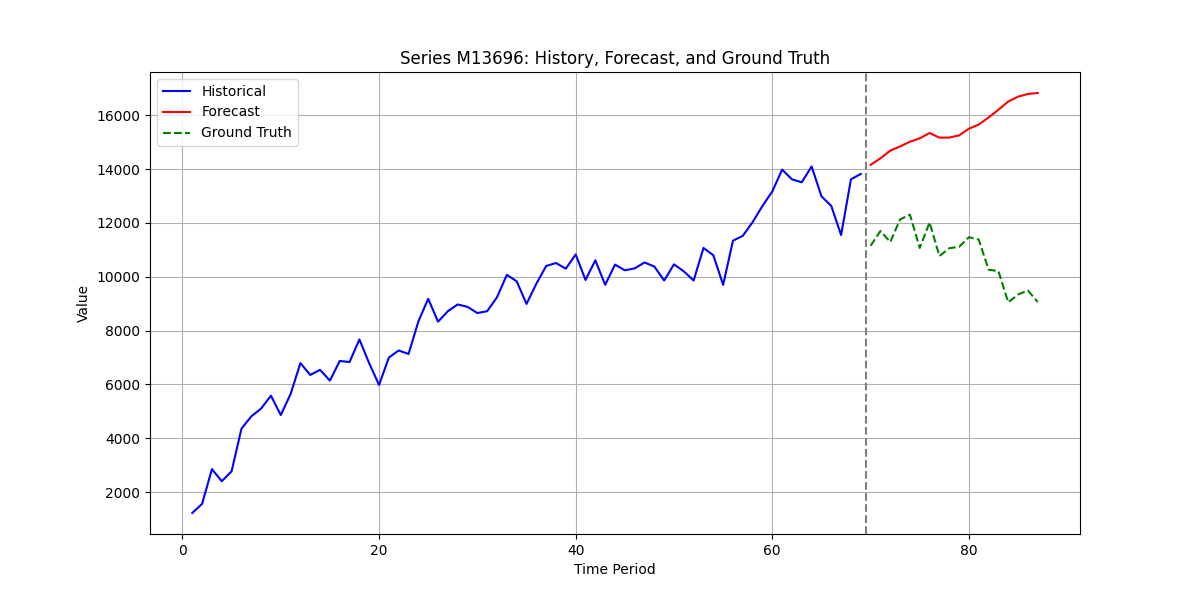 Series M13696: History, Forecast, and Ground Truth
Historical
Forecast
Ground Truth
16000
14000
12000
10000
8000
6000
4000
2000
Value
0 20 40 60 80
Time Period